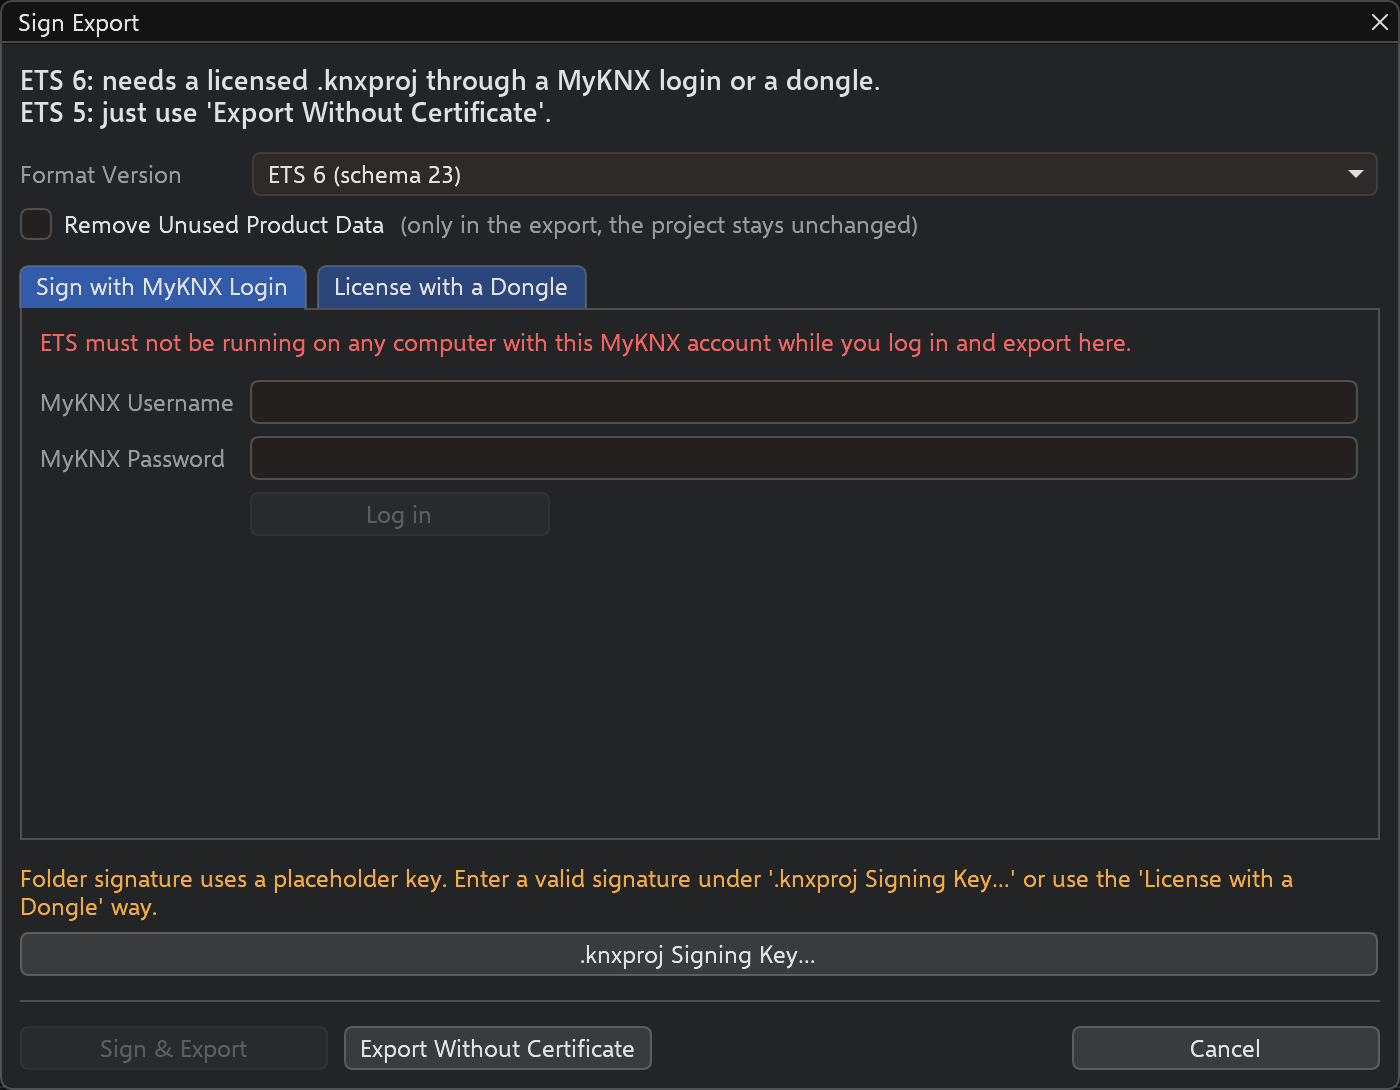 Sign Export
ETS 6: needs a licensed .knxproj through a MyKNX login or a dongle.
ETS 5: just use 'Export Without Certificate'.
Format Version
ETS 6 (schema 23)
Remove Unused Product Data (only in the export, the project stays unchanged)
Sign with MyKNX Login
License with a Dongle
ETS must not be running on any computer with this MyKNX account while you log in and export here.
MyKNX Username
MyKNX Password
Log in
Folder signature uses a placeholder key. Enter a valid signature under '.knxproj Signing Key...' or use the 'License with a
Dongle' way.
.knxproj Signing Key...
Sign & Export
Export Without Certificate
Cancel